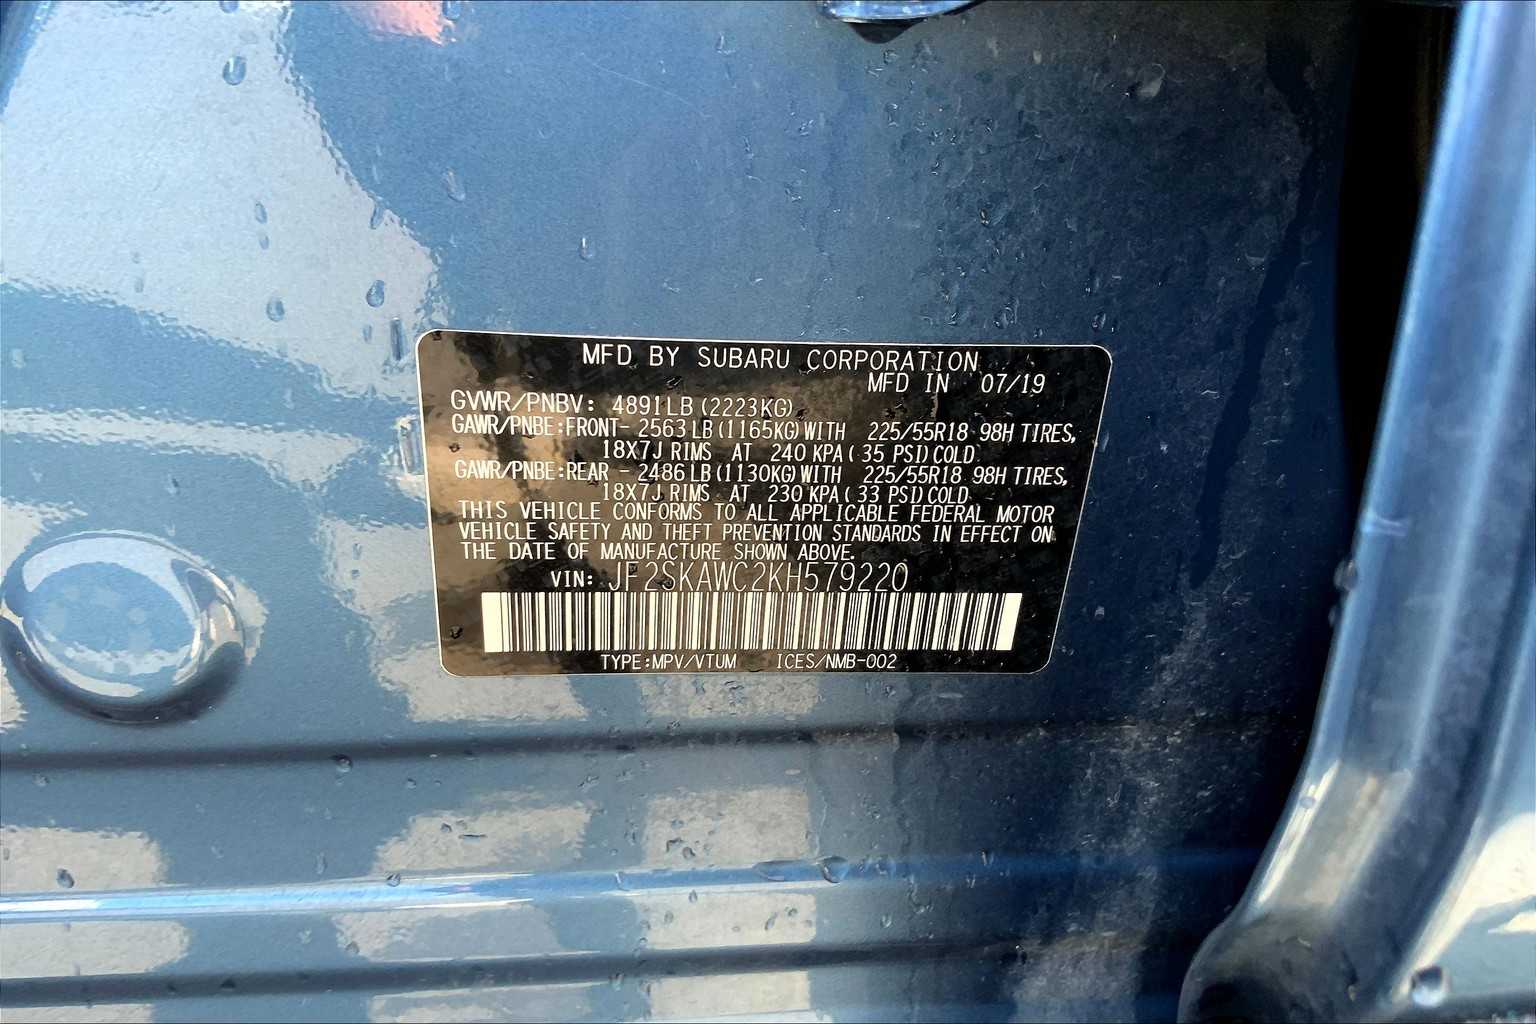 MFD BY SUBARU CORPORATION
MFD IN 07/19
GVWR/PNBV: 4891LB (2223KG)
GAWR/PNBE:FRONT- 2563LB (1165KG) WITH 225/55R18 98H TIRES,
18X7J RIMS AT 240 KPA( 35 PSI)COLD
GAWR/PNBE:REAR - 2486LB (1130KG) WITH 225/55R18 98H TIRES,
18X7J RIMS AT 230 KPA( 33 PSI)COLD
THIS VEHICLE CONFORMS TO ALL APPLICABLE FEDERAL MOTOR
VEHICLE SAFETY AND THEFT PREVENTION STANDARDS IN EFFECT ON
THE DATE OF MANUFACTURE SHOWN ABOVE.
VIN: JF2SKAWC2KH579220
TYPE:MPV/VTUM ICES/NMB-002